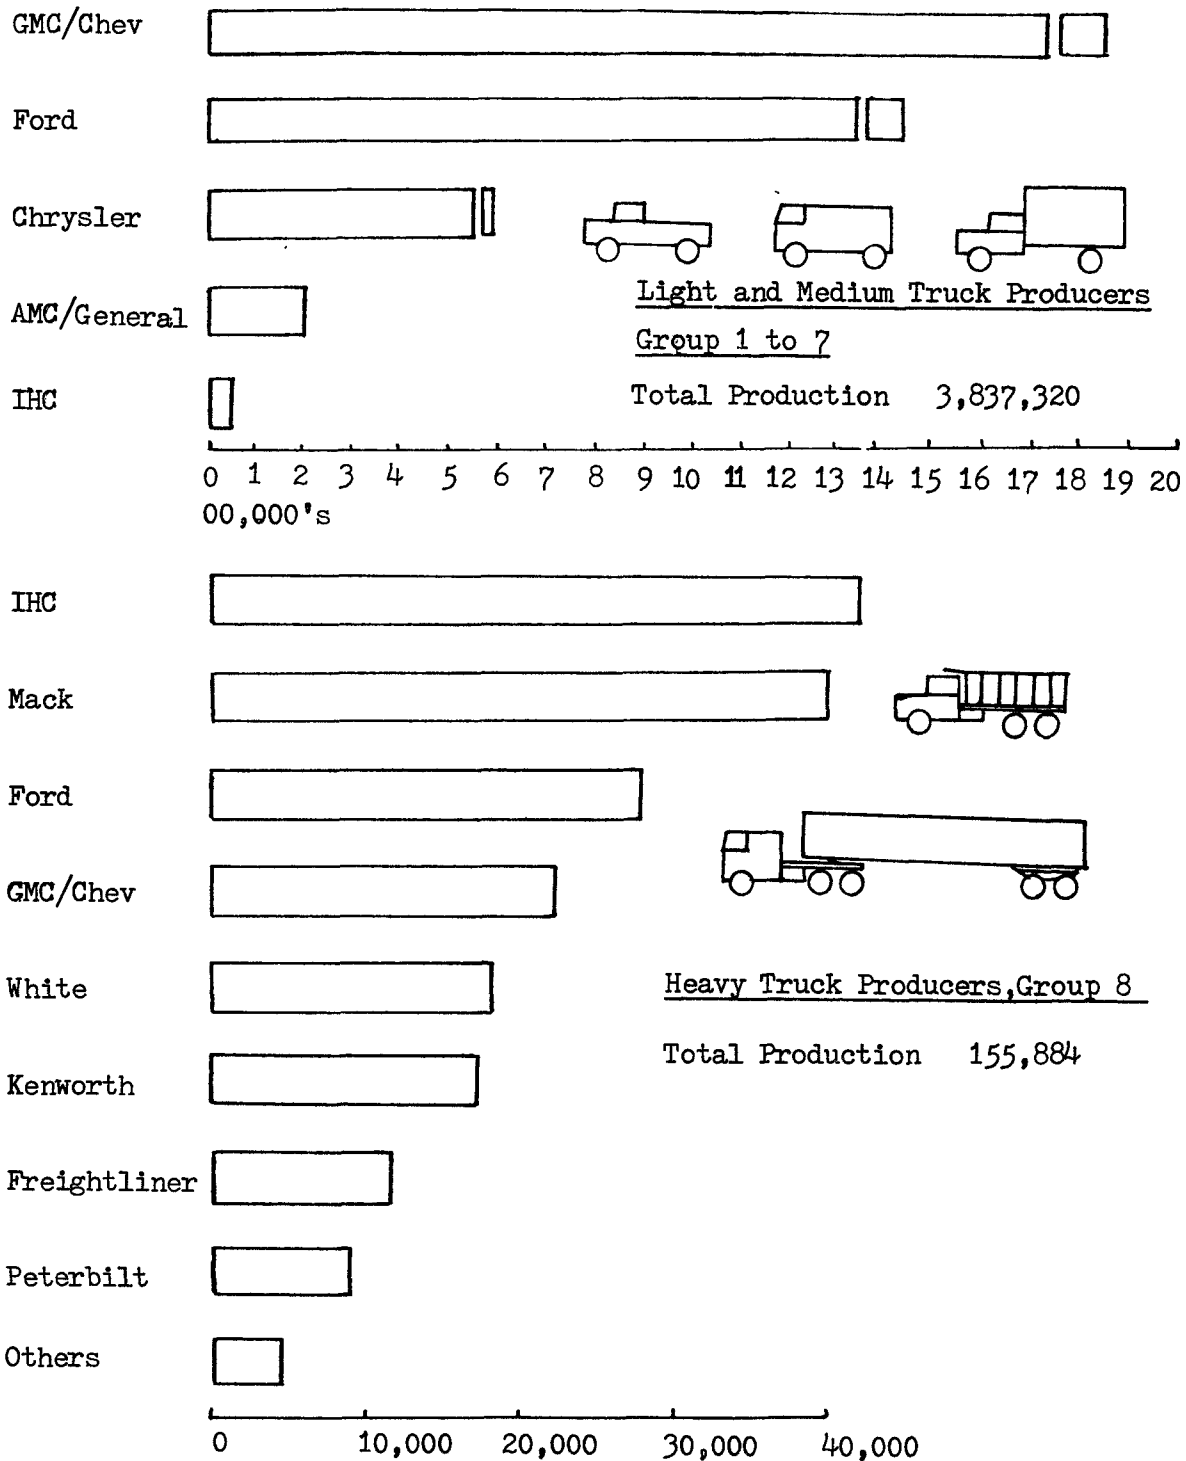 GMC/Chev
Ford
Chrysler
AMC/General
IHC
Light and Medium Truck Producers
Group 1 to 7
Total Production 3,837,320
0 1 2 3 4 5 6 7 8 9 10 11 12 13 14 15 16 17 18 19 20
00,000's
IHC
Mack
Ford
GMC/Chev
White
Heavy Truck Producers,Group 8
Total Production 155,884
Kenworth
Freightliner
Peterbilt
Others
0 10,000 20,000 30,000 40,000